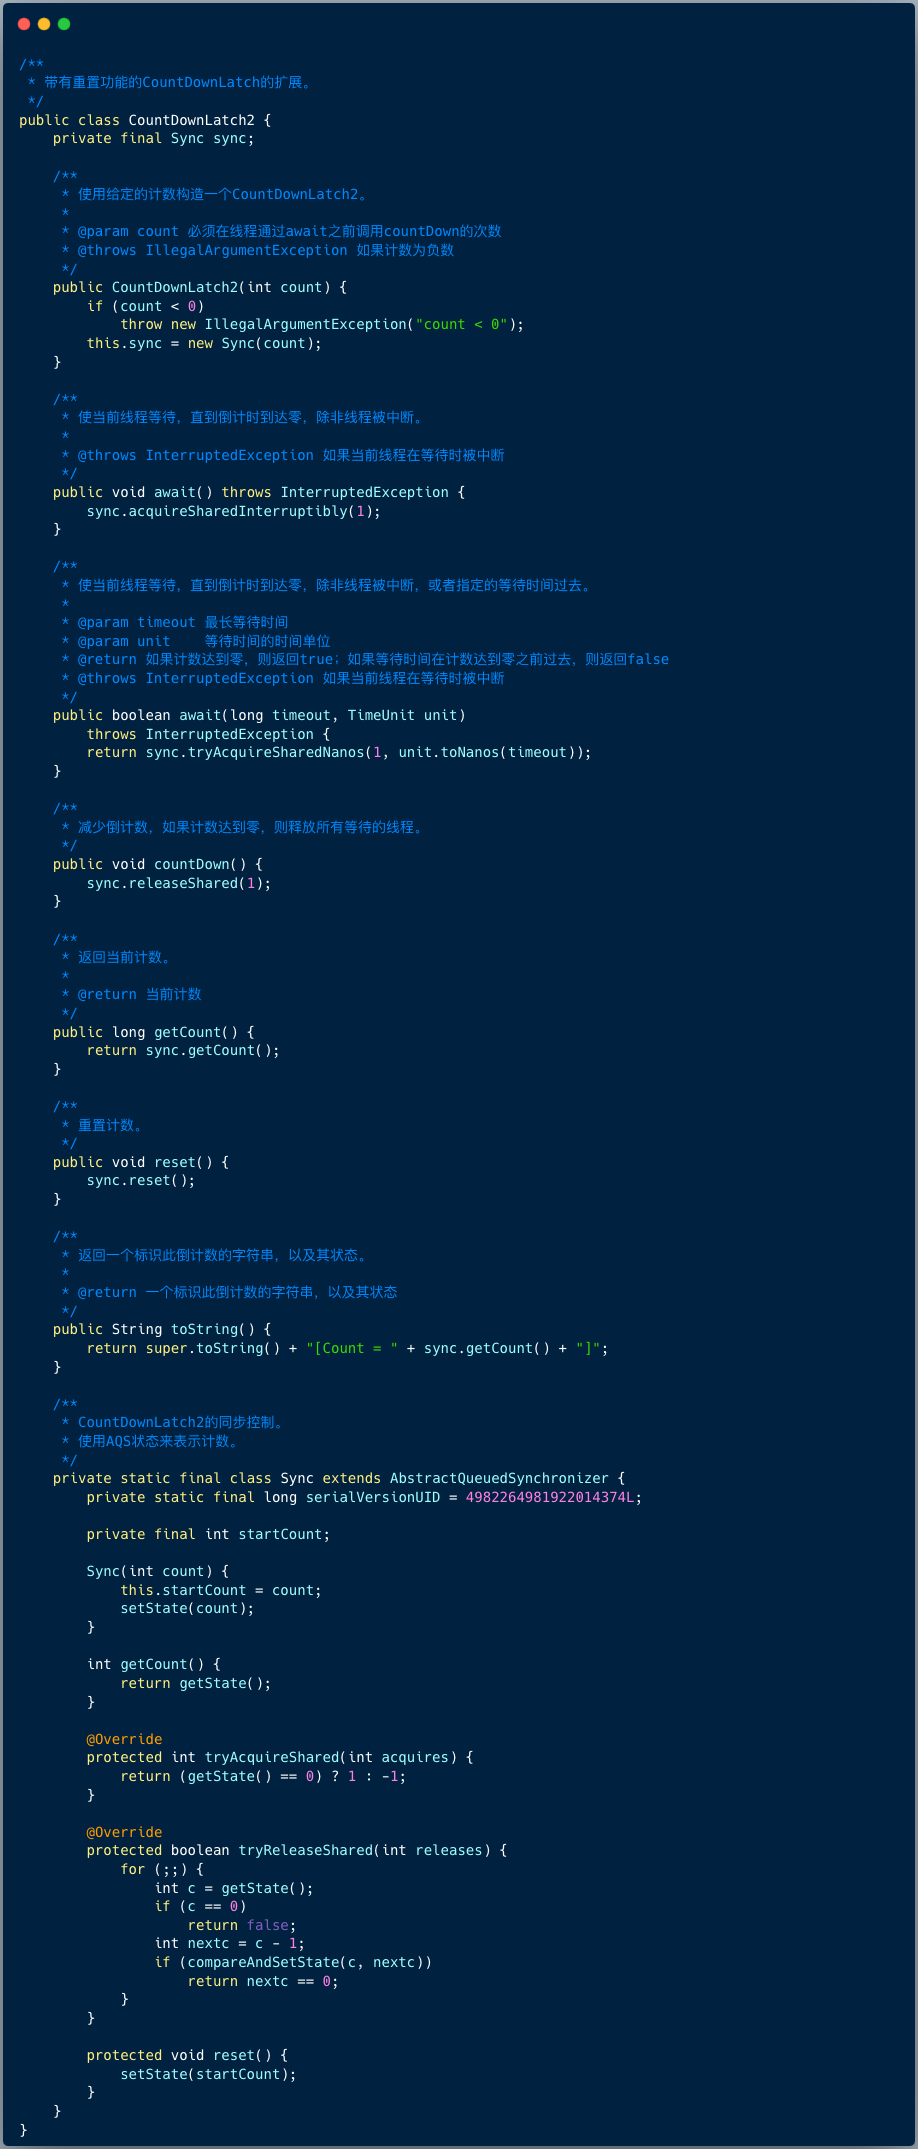 /**
 * 带有重置功能的CountDownLatch的扩展。
 */
public class CountDownLatch2 {
    private final Sync sync;

    /**
     * 使用给定的计数构造一个CountDownLatch2。
     *
     * @param count 必须在线程通过await之前调用countDown的次数
     * @throws IllegalArgumentException 如果计数为负数
     */
    public CountDownLatch2(int count) {
        if (count < 0)
            throw new IllegalArgumentException("count < 0");
        this.sync = new Sync(count);
    }

    /**
     * 使当前线程等待，直到倒计时到达零，除非线程被中断。
     *
     * @throws InterruptedException 如果当前线程在等待时被中断
     */
    public void await() throws InterruptedException {
        sync.acquireSharedInterruptibly(1);
    }

    /**
     * 使当前线程等待，直到倒计时到达零，除非线程被中断，或者指定的等待时间过去。
     *
     * @param timeout 最长等待时间
     * @param unit    等待时间的时间单位
     * @return 如果计数达到零，则返回true；如果等待时间在计数达到零之前过去，则返回false
     * @throws InterruptedException 如果当前线程在等待时被中断
     */
    public boolean await(long timeout, TimeUnit unit)
        throws InterruptedException {
        return sync.tryAcquireSharedNanos(1, unit.toNanos(timeout));
    }

    /**
     * 减少倒计数，如果计数达到零，则释放所有等待的线程。
     */
    public void countDown() {
        sync.releaseShared(1);
    }

    /**
     * 返回当前计数。
     *
     * @return 当前计数
     */
    public long getCount() {
        return sync.getCount();
    }

    /**
     * 重置计数。
     */
    public void reset() {
        sync.reset();
    }

    /**
     * 返回一个标识此倒计数的字符串，以及其状态。
     *
     * @return 一个标识此倒计数的字符串，以及其状态
     */
    public String toString() {
        return super.toString() + "[Count = " + sync.getCount() + "]";
    }

    /**
     * CountDownLatch2的同步控制。
     * 使用AQS状态来表示计数。
     */
    private static final class Sync extends AbstractQueuedSynchronizer {
        private static final long serialVersionUID = 4982264981922014374L;

        private final int startCount;

        Sync(int count) {
            this.startCount = count;
            setState(count);
        }

        int getCount() {
            return getState();
        }

        @Override
        protected int tryAcquireShared(int acquires) {
            return (getState() == 0) ? 1 : -1;
        }

        @Override
        protected boolean tryReleaseShared(int releases) {
            for (;;) {
                int c = getState();
                if (c == 0)
                    return false;
                int nextc = c - 1;
                if (compareAndSetState(c, nextc))
                    return nextc == 0;
            }
        }

        protected void reset() {
            setState(startCount);
        }
    }
}